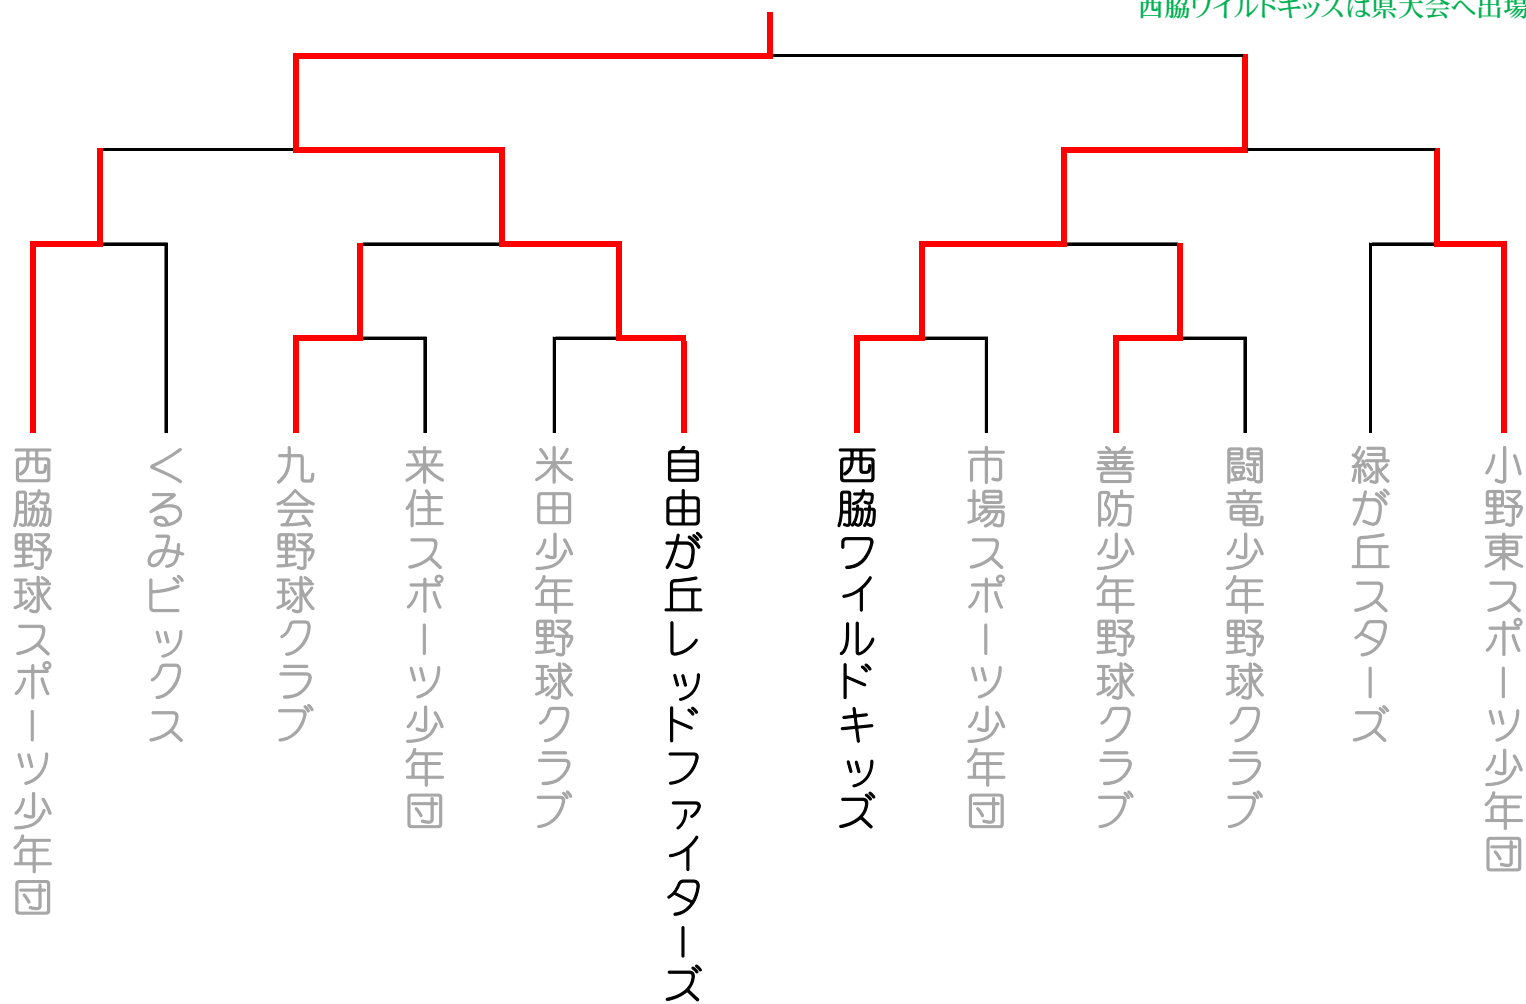 西脇ワイルドキッズは県大会へ出場
西脇野球スポーツ少年団
くるみビックス
九会野球クラブ
来住スポーツ少年団
米田少年野球クラブ
自由が丘レッドファイターズ
西脇ワイルドキッズ
市場スポーツ少年団
善防少年野球クラブ
闘竜少年野球クラブ
緑が丘スターズ
小野東スポーツ少年団